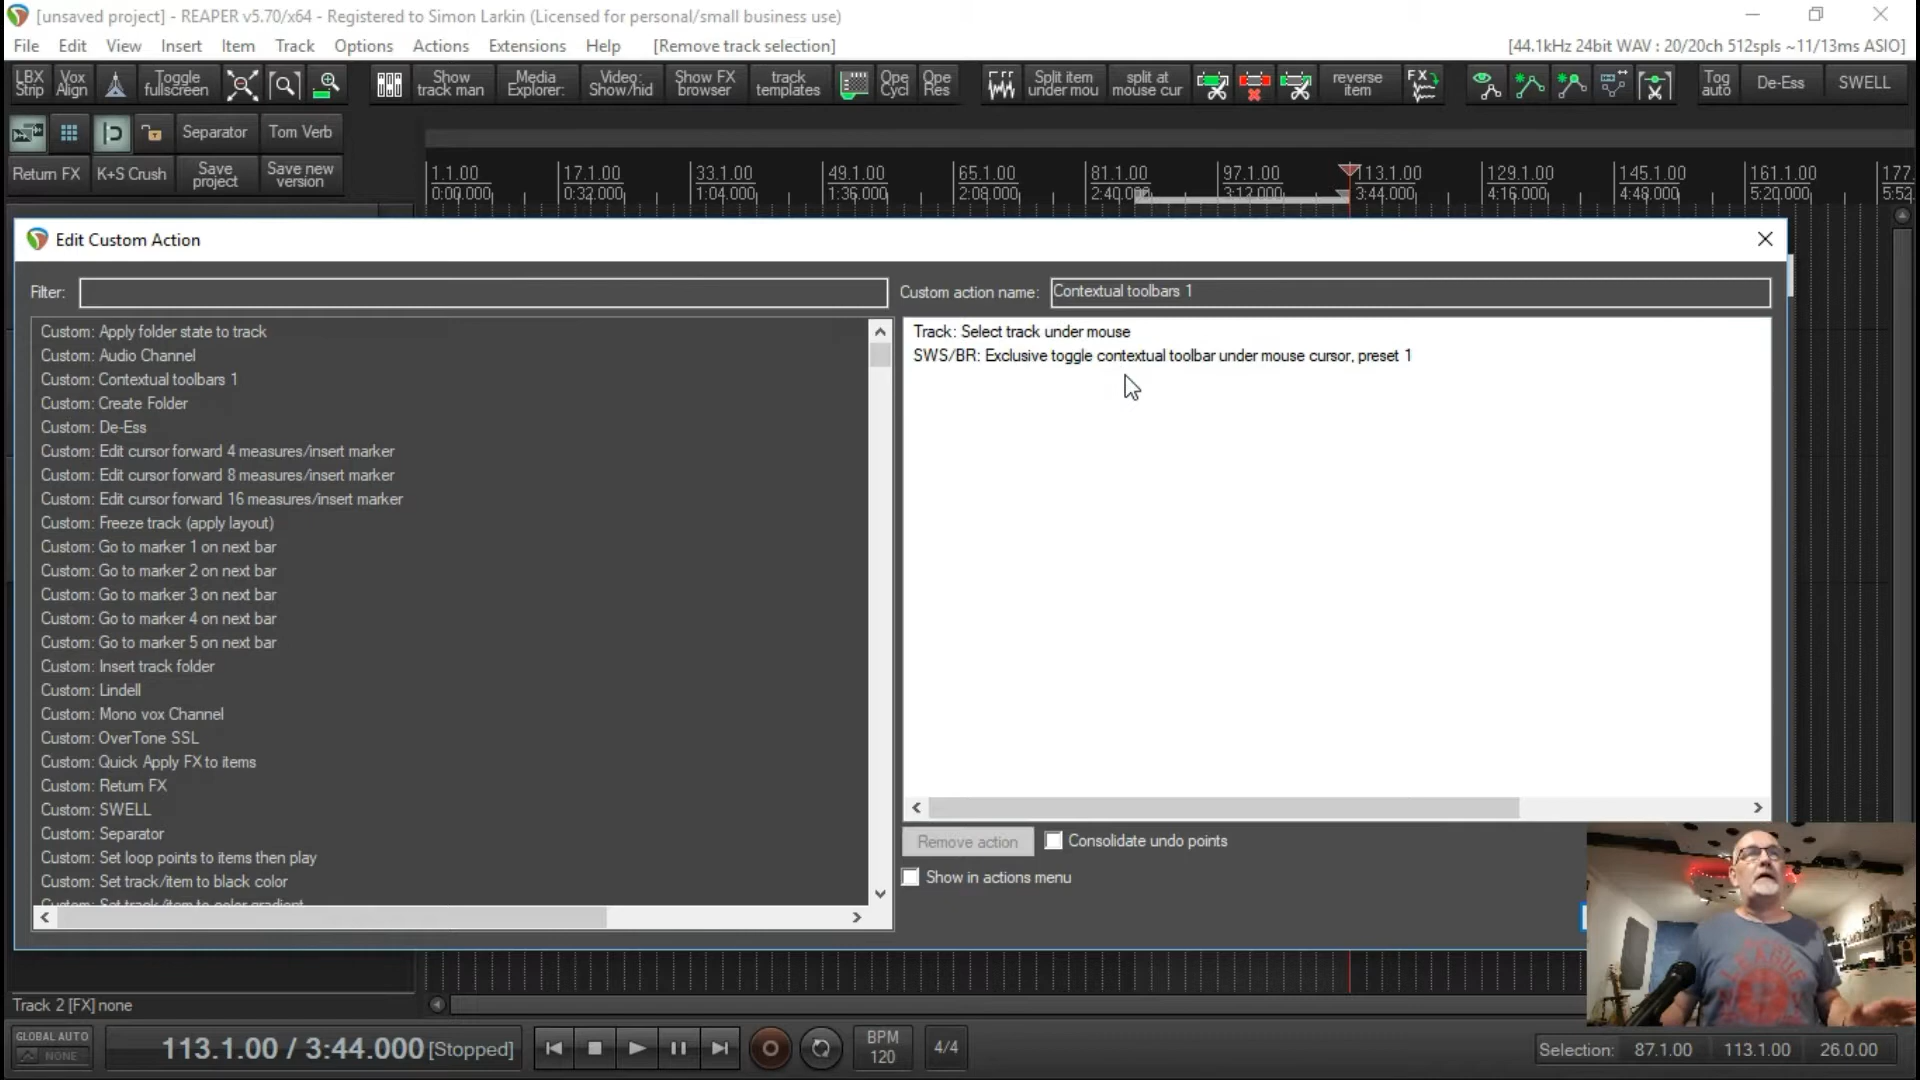 [unsaved project] - REAPER v5.70/x64 - Registered to Simon Larkin (Licensed for personal/small business use)
File Edit View Insert Item Track Options Actions Extensions Help [Remove track selection] [44.1kHz 24bit WAV : 20/20ch 512spls ~11/13ms ASIO]
LBX Strip
Vox Align
Toggle fullscreen
Show track man
Media Explorer:
Video: Show/hid
Show FX browser
track templates
Ope Cycl
Ope Res
Split item under mou
split at mouse cur
reverse item
FX
Tog auto
De-Ess
SWELL
Separator
Tom Verb
Return FX
K+S Crush
Save project
Save new version
1.1.00 17.1.00 33.1.00 49.1.00 65.1.00 81.1.00 97.1.00 113.1.00 129.1.00 145.1.00 161.1.00 177.
0:00.000 0:32.000 1:04.000 1:36.000 2:08.000 2:40.000 3:12.000 3:44.000 4:16.000 4:48.000 5:20.000 5:52
Edit Custom Action
Filter:
Custom action name: Contextual toolbars 1
Custom: Apply folder state to track
Custom: Audio Channel
Custom: Contextual toolbars 1
Custom: Create Folder
Custom: De-Ess
Custom: Edit cursor forward 4 measures/insert marker
Custom: Edit cursor forward 8 measures/insert marker
Custom: Edit cursor forward 16 measures/insert marker
Custom: Freeze track (apply layout)
Custom: Go to marker 1 on next bar
Custom: Go to marker 2 on next bar
Custom: Go to marker 3 on next bar
Custom: Go to marker 4 on next bar
Custom: Go to marker 5 on next bar
Custom: Insert track folder
Custom: Lindell
Custom: Mono vox Channel
Custom: OverTone SSL
Custom: Quick Apply FX to items
Custom: Return FX
Custom: SWELL
Custom: Separator
Custom: Set loop points to items then play
Custom: Set track/item to black color
Custom: Set track/item to color gradient
Track: Select track under mouse
SWS/BR: Exclusive toggle contextual toolbar under mouse cursor, preset 1
Remove action
Consolidate undo points
Show in actions menu
Track 2 [FX] none
GLOBAL AUTO
NONE
113.1.00 / 3:44.000 [Stopped]
BPM
120
4/4
Selection: 87.1.00 113.1.00 26.0.00